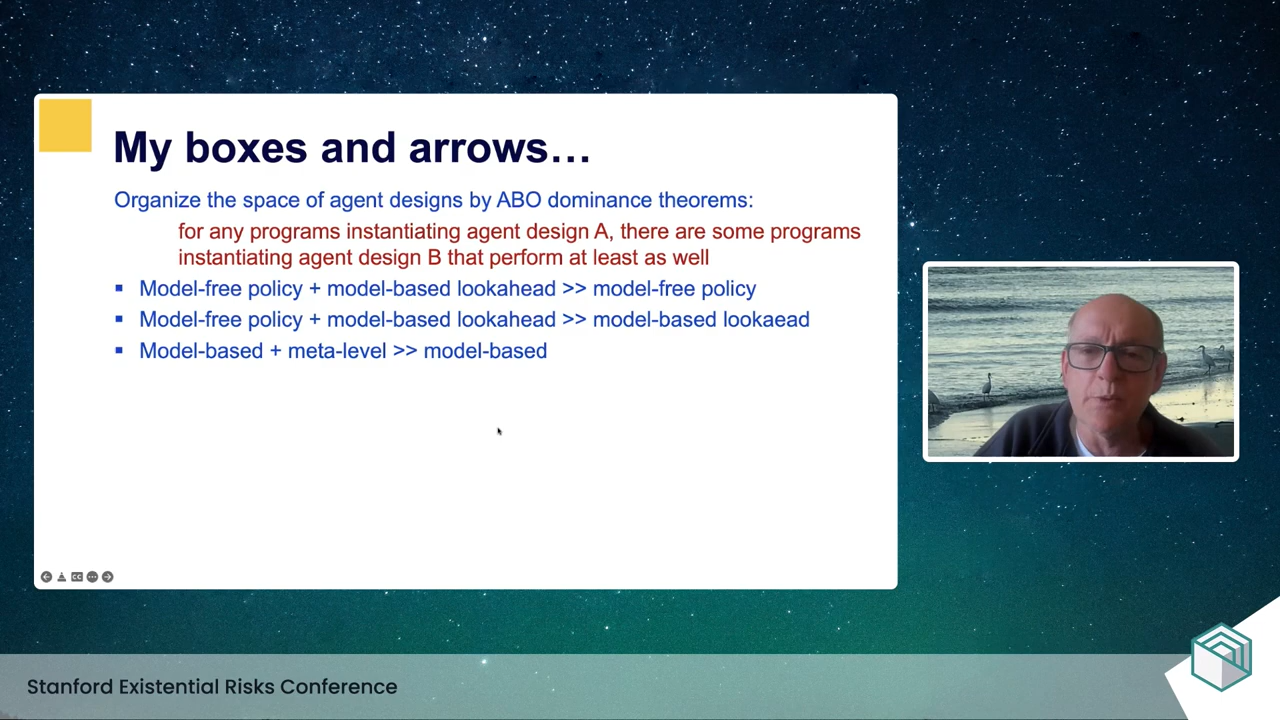 My boxes and arrows…
Organize the space of agent designs by ABO dominance theorems:
for any programs instantiating agent design A, there are some programs
instantiating agent design B that perform at least as well
▪ Model-free policy + model-based lookahead >> model-free policy
▪ Model-free policy + model-based lookahead >> model-based lookaead
▪ Model-based + meta-level >> model-based
CC
Stanford Existential Risks Conference